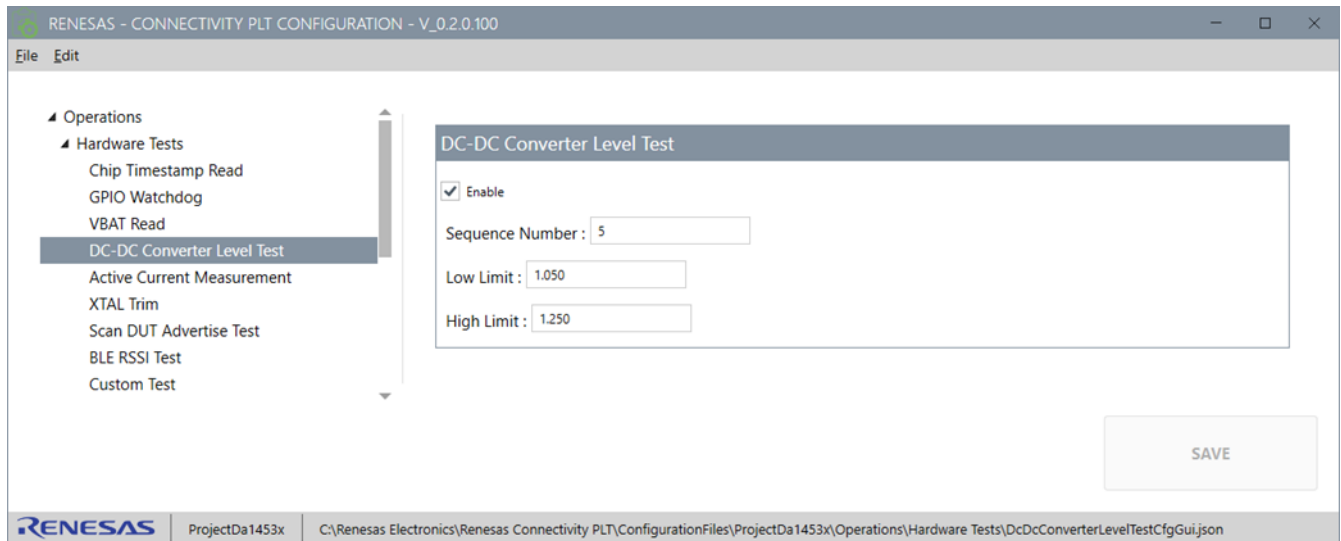 RENESAS - CONNECTIVITY PLT CONFIGURATION - V_0.2.0.100
File Edit
Operations
Hardware Tests
Chip Timestamp Read
GPIO Watchdog
VBAT Read
DC-DC Converter Level Test
Active Current Measurement
XTAL Trim
Scan DUT Advertise Test
BLE RSSI Test
Custom Test
DC-DC Converter Level Test
Enable
Sequence Number : 5
Low Limit : 1.050
High Limit : 1.250
SAVE
RENESAS ProjectDa1453x C:\Renesas Electronics\Renesas Connectivity PLT\ConfigurationFiles\ProjectDa1453x\Operations\Hardware Tests\DcDcConverterLevelTestCfgGui.json